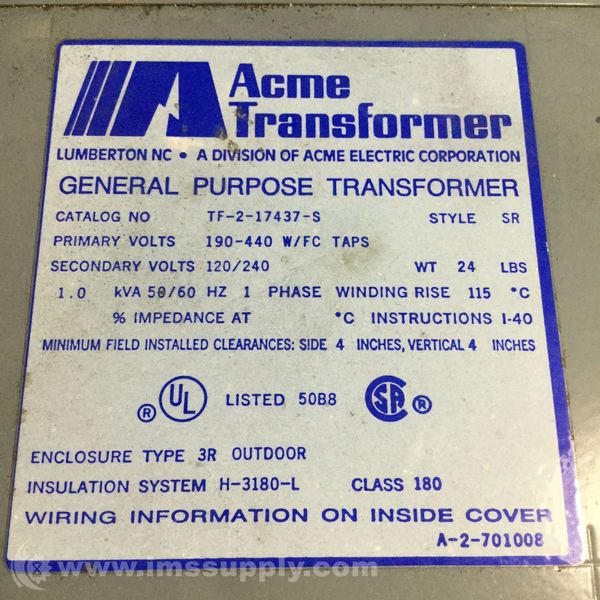 Acme
Transformer
LUMBERTON NC • A DIVISION OF ACME ELECTRIC CORPORATION
GENERAL PURPOSE TRANSFORMER
CATALOG NO TF-2-17437-S STYLE SR
PRIMARY VOLTS 190-440 W/FC TAPS
SECONDARY VOLTS 120/240 WT 24 LBS
1.0 kVA 50/60 HZ 1 PHASE WINDING RISE 115 °C
% IMPEDANCE AT °C INSTRUCTIONS I-40
MINIMUM FIELD INSTALLED CLEARANCES: SIDE 4 INCHES, VERTICAL 4 INCHES
® UL LISTED 50B8 SA ®
ENCLOSURE TYPE 3R OUTDOOR
INSULATION SYSTEM H-3180-L CLASS 180
WIRING INFORMATION ON INSIDE COVER
A-2-701008
www.imssupply.com